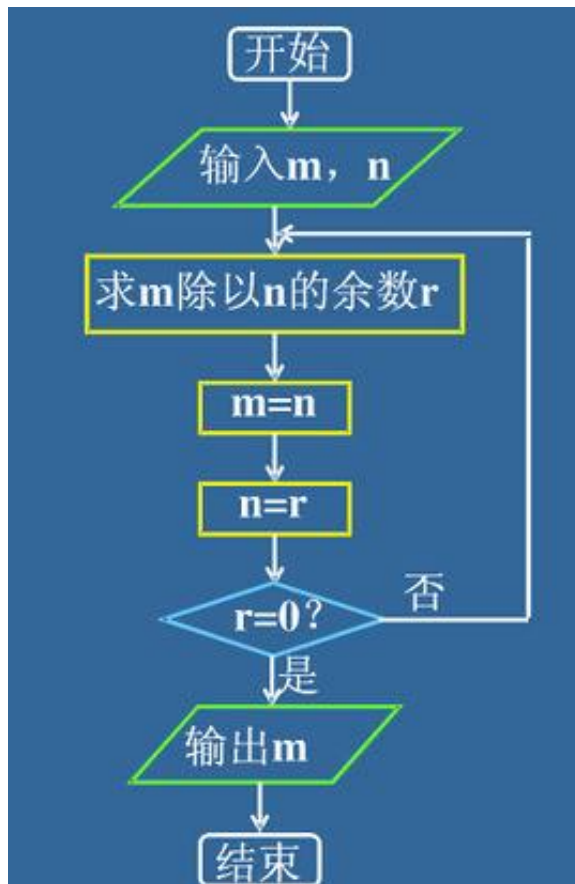 开始
输入m，n
求m除以n的余数r
m=n
n=r
r=0?
否
是
输出m
结束